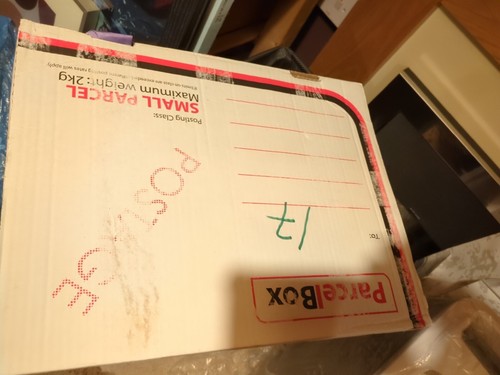 ParcelBox
To:
17
POSTAGE
Posting Class:
SMALL PARCEL
Maximum weight: 2kg